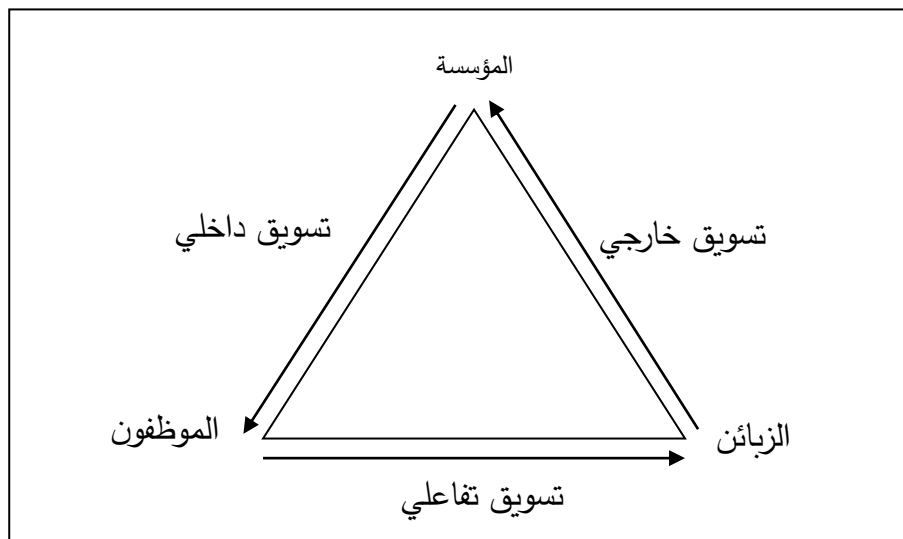 المؤسسة
تسويق خارجي
تسويق داخلي
الزبائن
الموظفون
تسويق تفاعلي